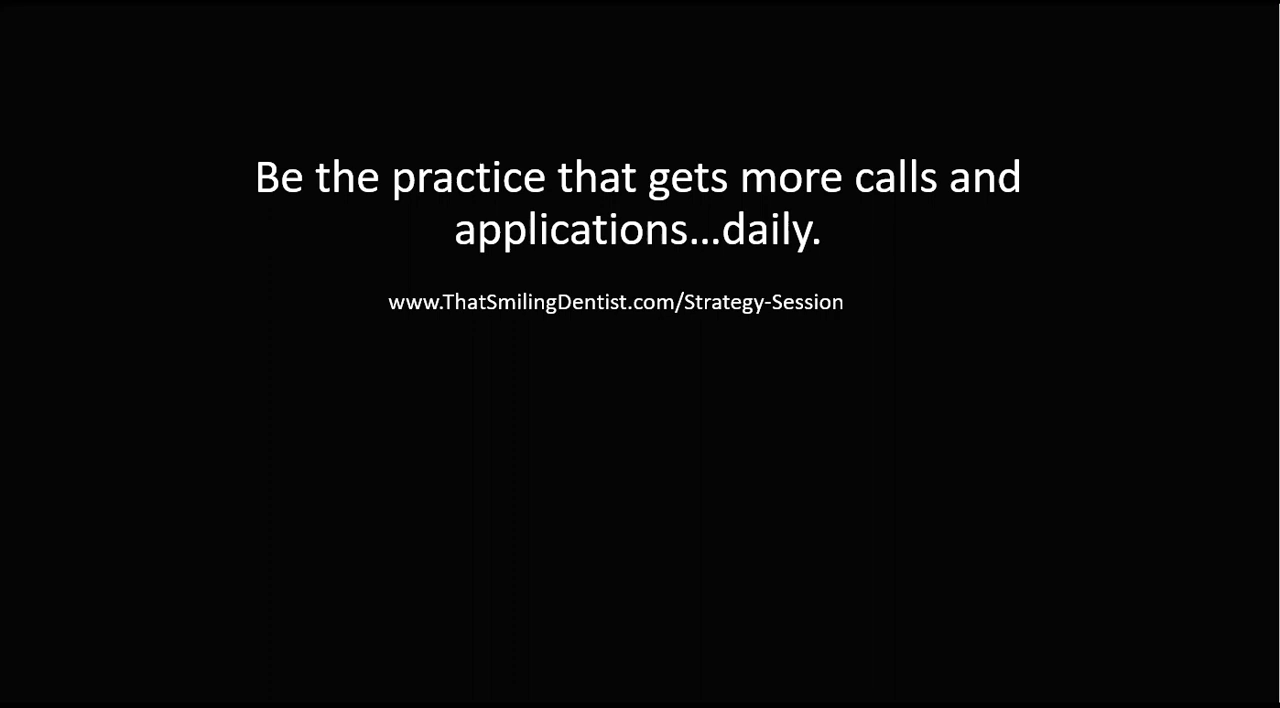 Be the practice that gets more calls and
applications...daily.
www.ThatSmilingDentist.com/Strategy-Session